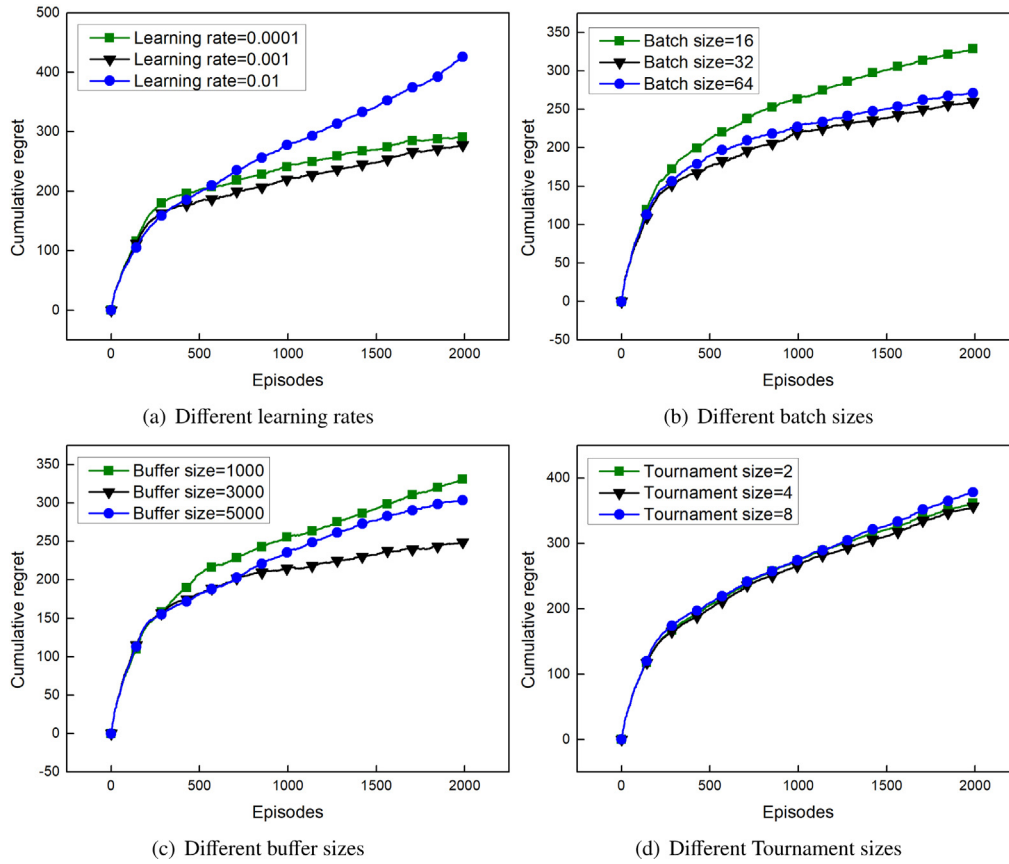 500
400
300
200
100
0
Cumulative regret
Learning rate=0.0001
Learning rate=0.001
Learning rate=0.01
0 500 1000 1500 2000
Episodes
(a) Different learning rates
350
300
250
200
150
100
50
0
-50
Cumulative regret
Batch size=16
Batch size=32
Batch size=64
0 500 1000 1500 2000
Episodes
(b) Different batch sizes
350
300
250
200
150
100
50
0
-50
Cumulative regret
Buffer size=1000
Buffer size=3000
Buffer size=5000
0 500 1000 1500 2000
Episodes
(c) Different buffer sizes
400
300
200
100
0
Cumulative regret
Tournament size=2
Tournament size=4
Tournament size=8
0 500 1000 1500 2000
Episodes
(d) Different Tournament sizes